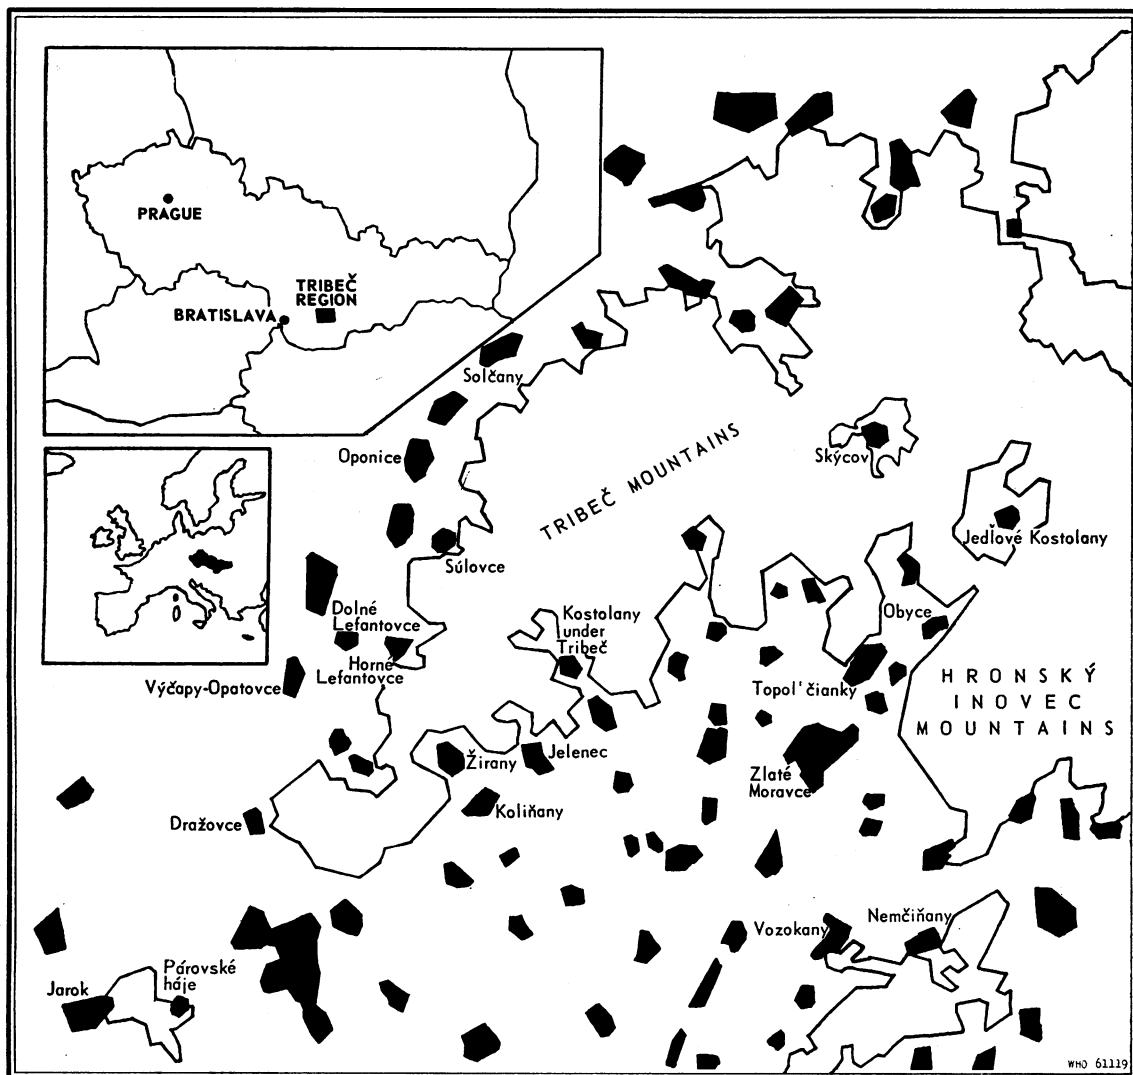 PRAGUE
TRIBEČ
REGION
BRATISLAVA
Solčany
Oponice
TRIBEČ MOUNTAINS
Skýcov
Jedľové Kostolany
Súlovce
Dolné
Lefantovce
Kostolany
under
Tribeč
Obyce
Horné
Lefantovce
Výčapy-Opatovce
Topol'čianky
HRONSKÝ
INOVEC
MOUNTAINS
Žirany
Jelenec
Zlaté
Moravce
Koliňany
Dražovce
Nemčiňany
Vozokany
Párovské
háje
Jarok
WHO 61119